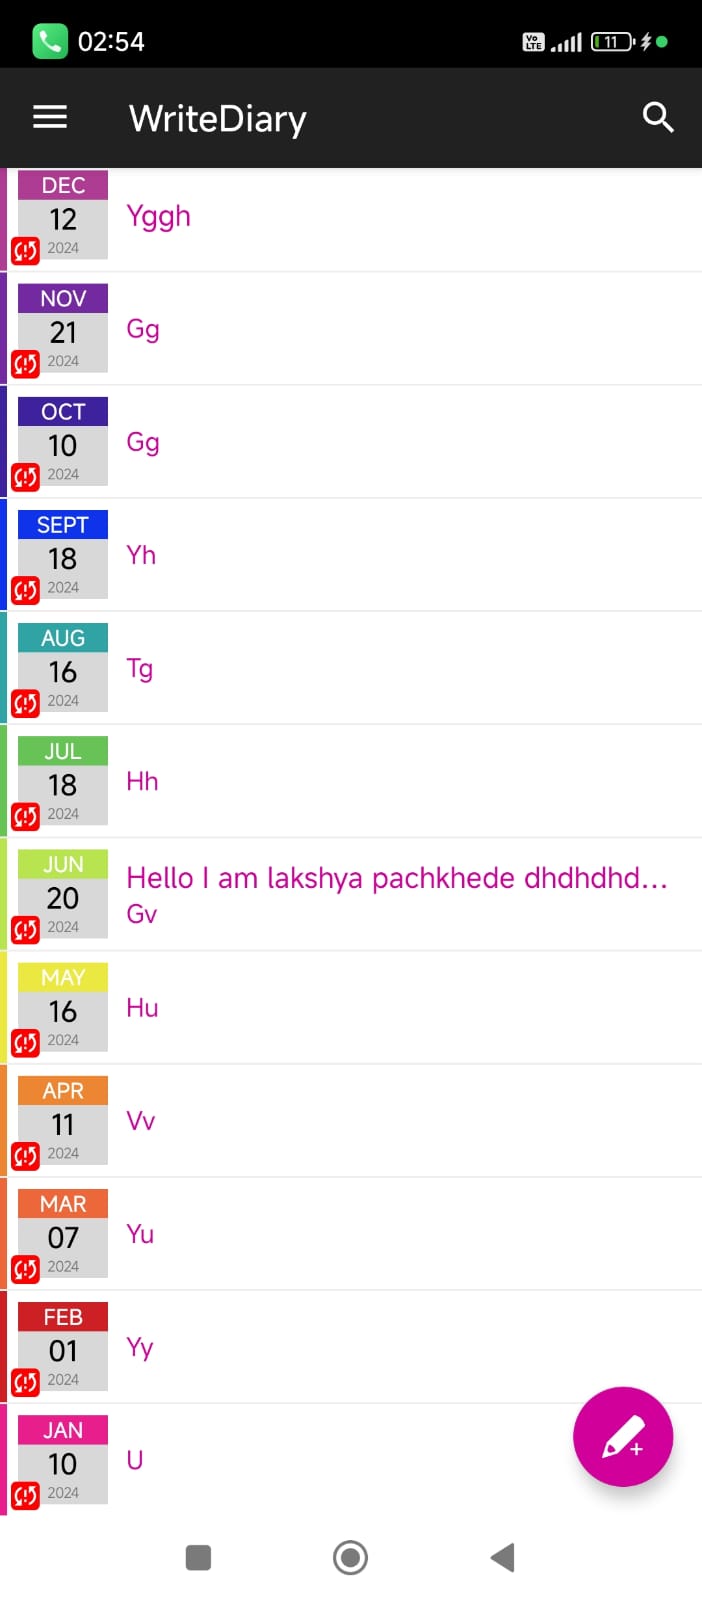 02:54
Vo
LTE
11
WriteDiary
DEC
12
2024
Yggh
NOV
21
2024
Gg
OCT
10
2024
Gg
SEPT
18
2024
Yh
AUG
16
2024
Tg
JUL
18
2024
Hh
JUN
20
2024
Hello I am lakshya pachkhede dhdhdhd...
Gv
MAY
16
2024
Hu
APR
11
2024
Vv
MAR
07
2024
Yu
FEB
01
2024
Yy
JAN
10
2024
U